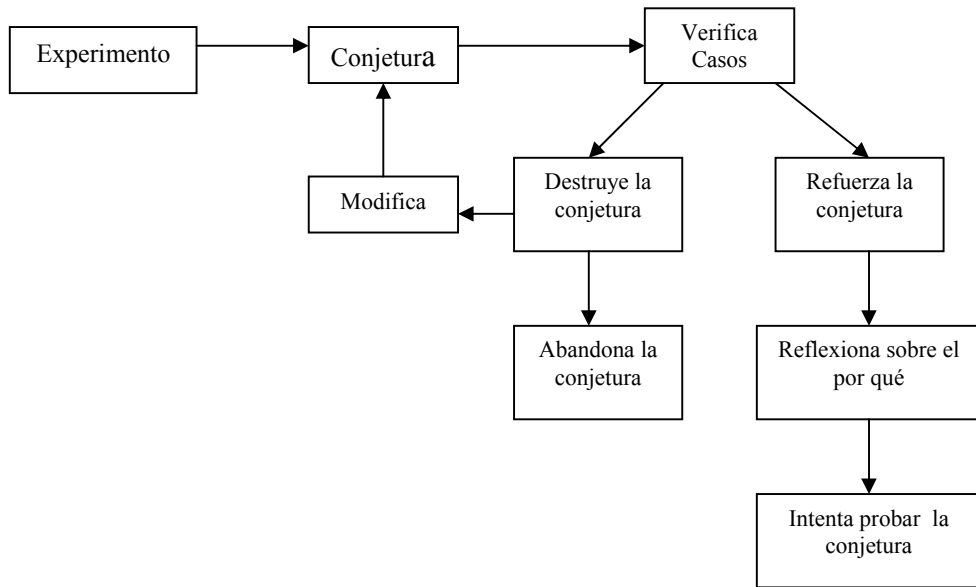 Experimento
Conjetura
Verifica
Casos
Modifica
Destruye la
conjetura
Refuerza la
conjetura
Abandona la
conjetura
Reflexiona sobre el
por qué
Intenta probar la
conjetura